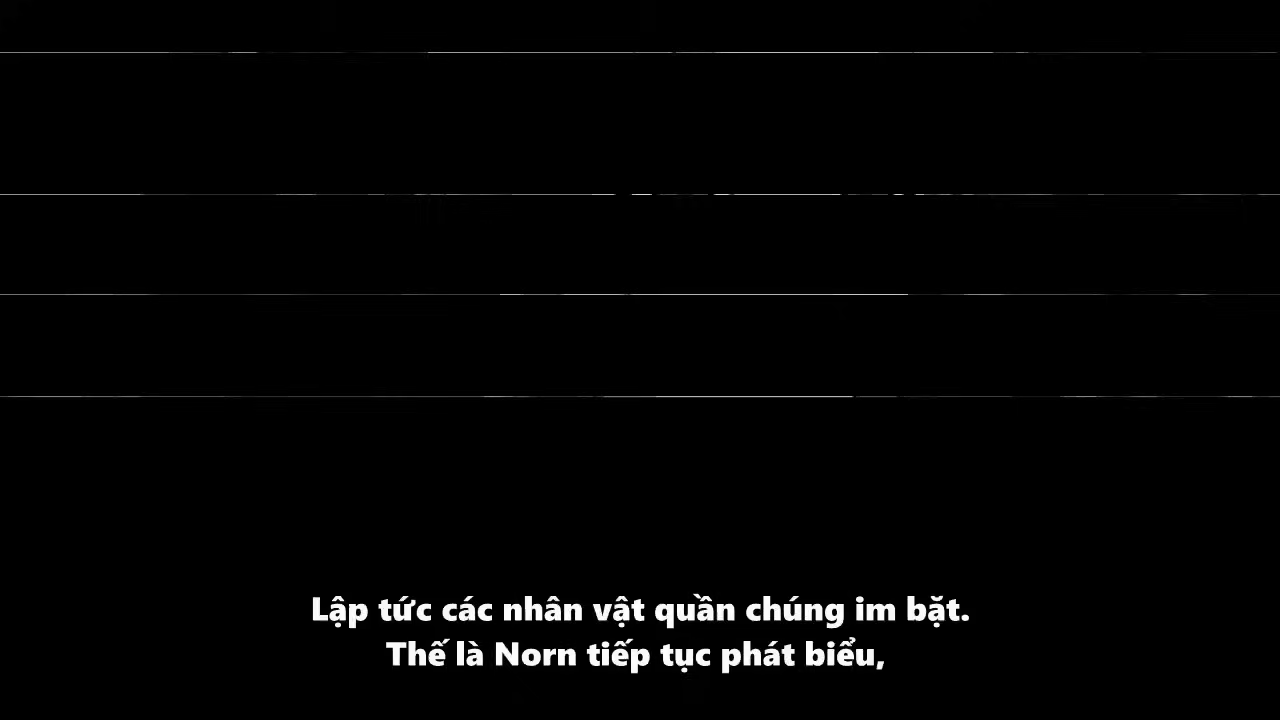 Lập tức các nhân vật quần chúng im bặt.
Thế là Norn tiếp tục phát biểu,